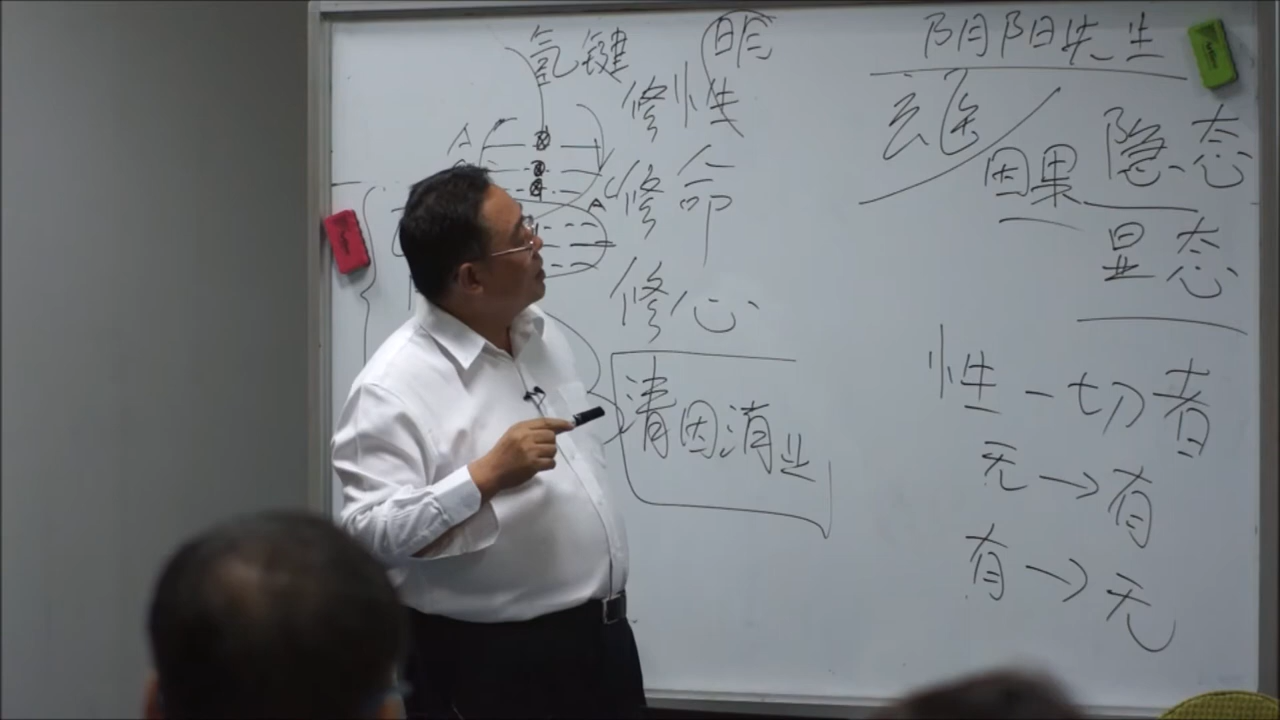 氢键
明
修性
修命
修心
清因消业
A
A
阴阳先生
玄医
因果 隐态
显态
性 一切者
无→有
有→无